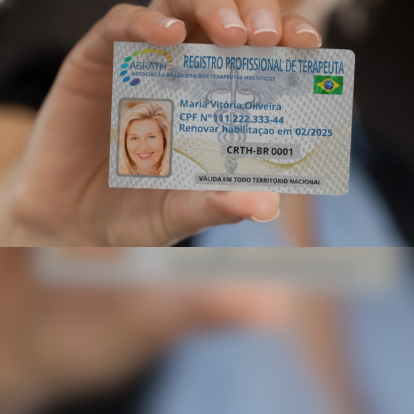 ABRATH
ASSOCIAÇÃO BRASILEIRA DOS TERAPEUTAS HOLÍSTICOS
REGISTRO PROFISSIONAL DE TERAPEUTA
Maria Vitória Oliveira
CPF Nº 111.222.333-44
Renovar habilitaçao em 02/2025
CRTH-BR 0001
VÁLIDA EM TODO TERRITÓRIO NACIONAL